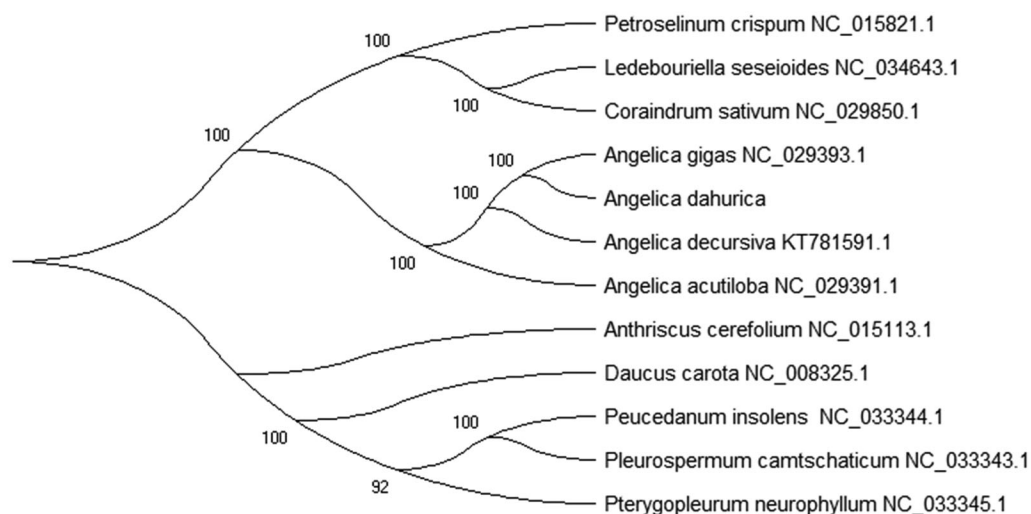 Petroselinum crispum NC_015821.1
100
Ledebouriella seseioides NC_034643.1
100
Coraindrum sativum NC_029850.1
100
Angelica gigas NC_029393.1
100
Angelica dahurica
100
Angelica decursiva KT781591.1
100
Angelica acutiloba NC_029391.1
Anthriscus cerefolium NC_015113.1
Daucus carota NC_008325.1
Peucedanum insolens NC_033344.1
100
100
Pleurospermum camtschaticum NC_033343.1
92
Pterygopleurum neurophyllum NC_033345.1